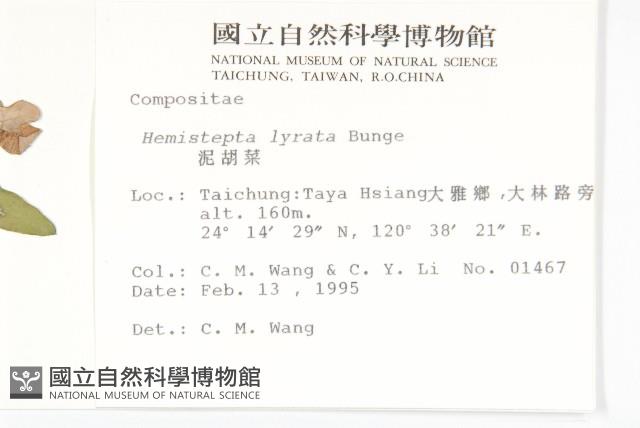 國立自然科學博物館
NATIONAL MUSEUM OF NATURAL SCIENCE
TAICHUNG, TAIWAN, R.O.CHINA
Compositae
Hemistepta lyrata Bunge
泥胡菜
Loc.: Taichung:Taya Hsiang大雅鄉,大林路旁
alt. 160m.
24° 14′ 29″ N, 120° 38′ 21″ E.
Col.: C. M. Wang & C. Y. Li No. 01467
Date: Feb. 13 , 1995
Det.: C. M. Wang
國立自然科學博物館
NATIONAL MUSEUM OF NATURAL SCIENCE